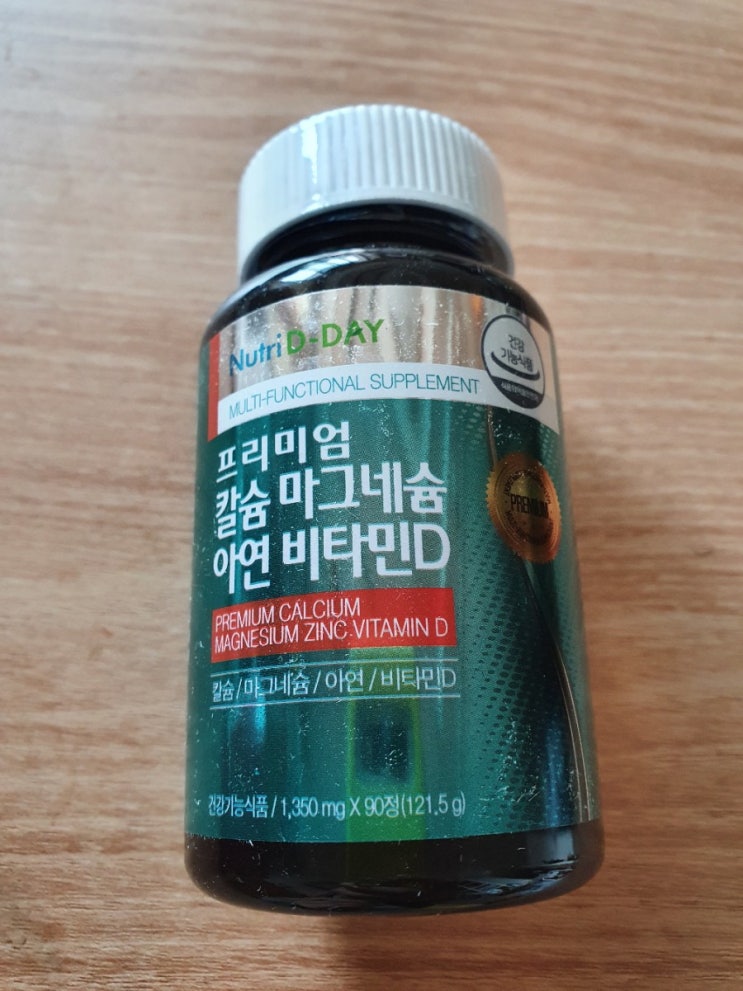 Nutri D-DAY
건강
기능식품
MULTI-FUNCTIONAL SUPPLEMENT
프리미엄
칼슘 마그네슘
아연 비타민D
PREMIUM
PREMIUM CALCIUM
MAGNESIUM ZINC VITAMIN D
칼슘/마그네슘/아연/비타민D
건강기능식품 / 1,350 mg X 90정(121.5 g)